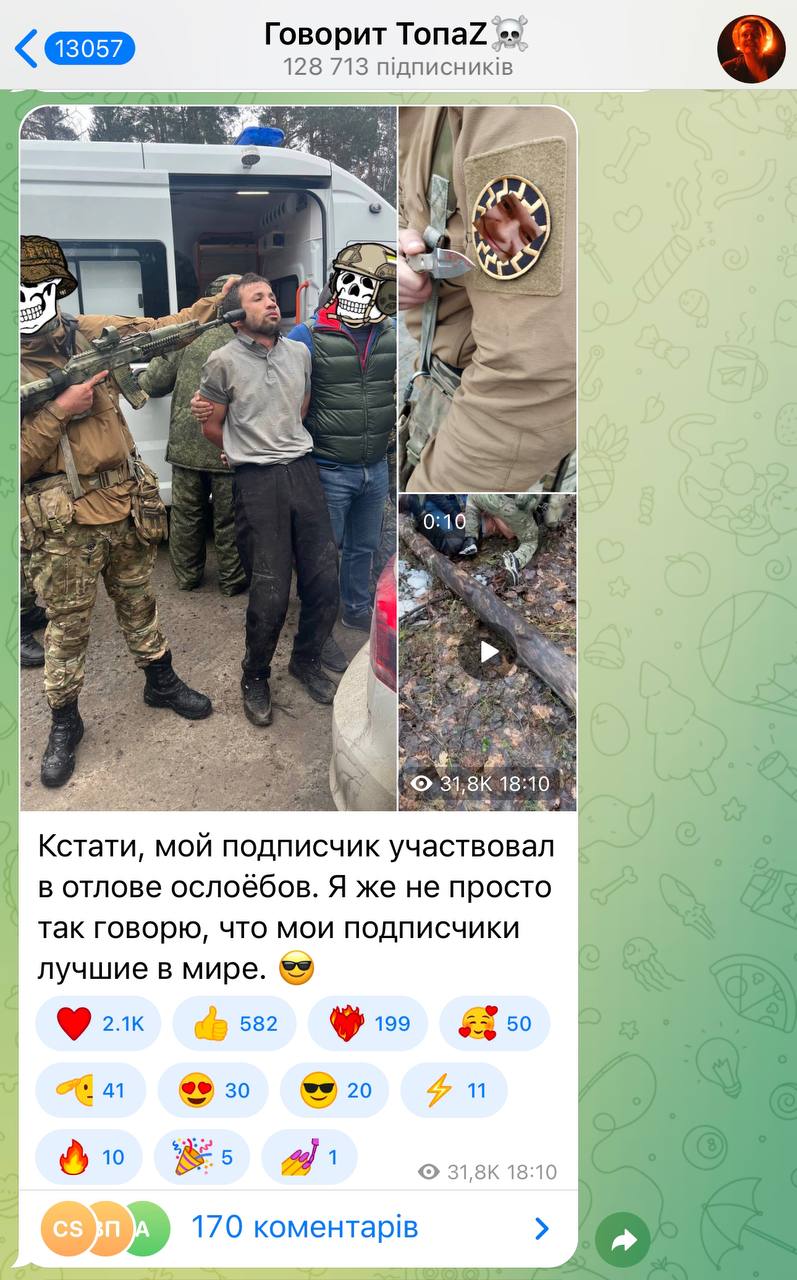 13057
Говорит ТопаZ☠️
128 713 підписників
0:10
31,8K 18:10
Кстати, мой подписчик участвовал
в отлове ослоёбов. Я же не просто
так говорю, что мои подписчики
лучшие в мире. 😎
❤️ 2.1K 👍 582 ❤️‍🔥 199 🥰 50
🫡 41 😍 30 😎 20 ⚡ 11
🔥 10 🎉 5 💅 1 31,8K 18:10
CS ЗП А 170 коментарів